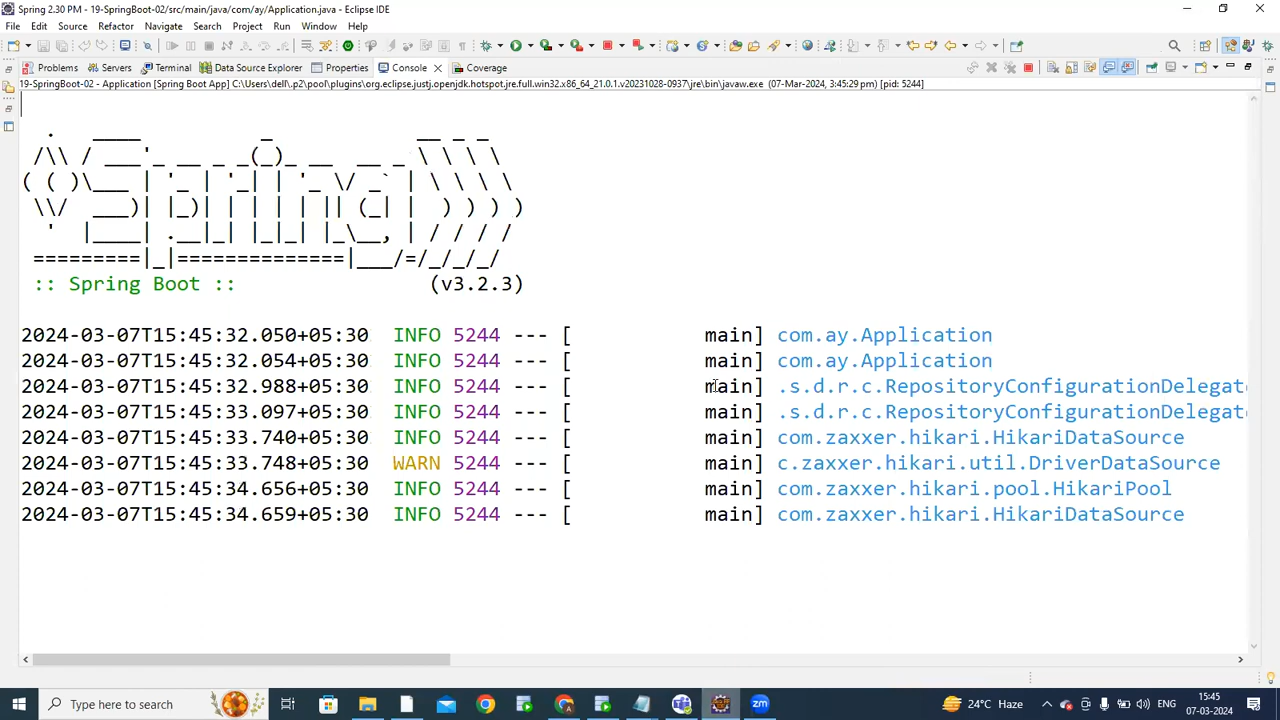 Spring 2.30 PM - 19-SpringBoot-02/src/main/java/com/ay/Application.java - Eclipse IDE
File Edit Source Refactor Navigate Search Project Run Window Help
Problems Servers Terminal Data Source Explorer Properties Console Coverage
19-SpringBoot-02 - Application [Spring Boot App] C:\Users\dell\.p2\pool\plugins\org.eclipse.justj.openjdk.hotspot.jre.full.win32.x86_64_21.0.1.v20231028-0937\jre\bin\javaw.exe (07-Mar-2024, 3:45:29 pm) [pid: 5244]
Spring
:: Spring Boot :: (v3.2.3)
2024-03-07T15:45:32.050+05:30 INFO 5244 --- [ main] com.ay.Application
2024-03-07T15:45:32.054+05:30 INFO 5244 --- [ main] com.ay.Application
2024-03-07T15:45:32.988+05:30 INFO 5244 --- [ main] .s.d.r.c.RepositoryConfigurationDelegate
2024-03-07T15:45:33.097+05:30 INFO 5244 --- [ main] .s.d.r.c.RepositoryConfigurationDelegate
2024-03-07T15:45:33.740+05:30 INFO 5244 --- [ main] com.zaxxer.hikari.HikariDataSource
2024-03-07T15:45:33.748+05:30 WARN 5244 --- [ main] c.zaxxer.hikari.util.DriverDataSource
2024-03-07T15:45:34.656+05:30 INFO 5244 --- [ main] com.zaxxer.hikari.pool.HikariPool
2024-03-07T15:45:34.659+05:30 INFO 5244 --- [ main] com.zaxxer.hikari.HikariDataSource
Type here to search
24°C Haze
ENG
15:45
07-03-2024